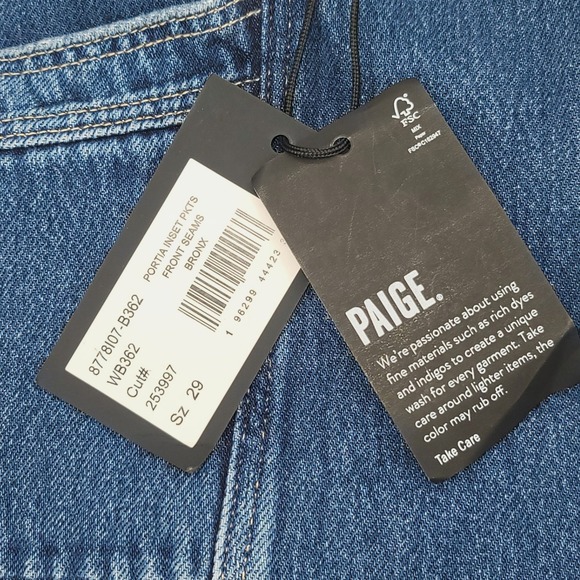 PORTIA INSET PKTS
FRONT SEAMS
BRONX
1 98299 44423
8778I07-B362
WB362
Cut#
253997
Sz 29
FSC
MIX
Paper
PAIGE.
We're passionate about using
fine materials such as rich dyes
and indigos to create a unique
wash for every garment. Take
care around lighter items, the
color may rub off.
Take Care